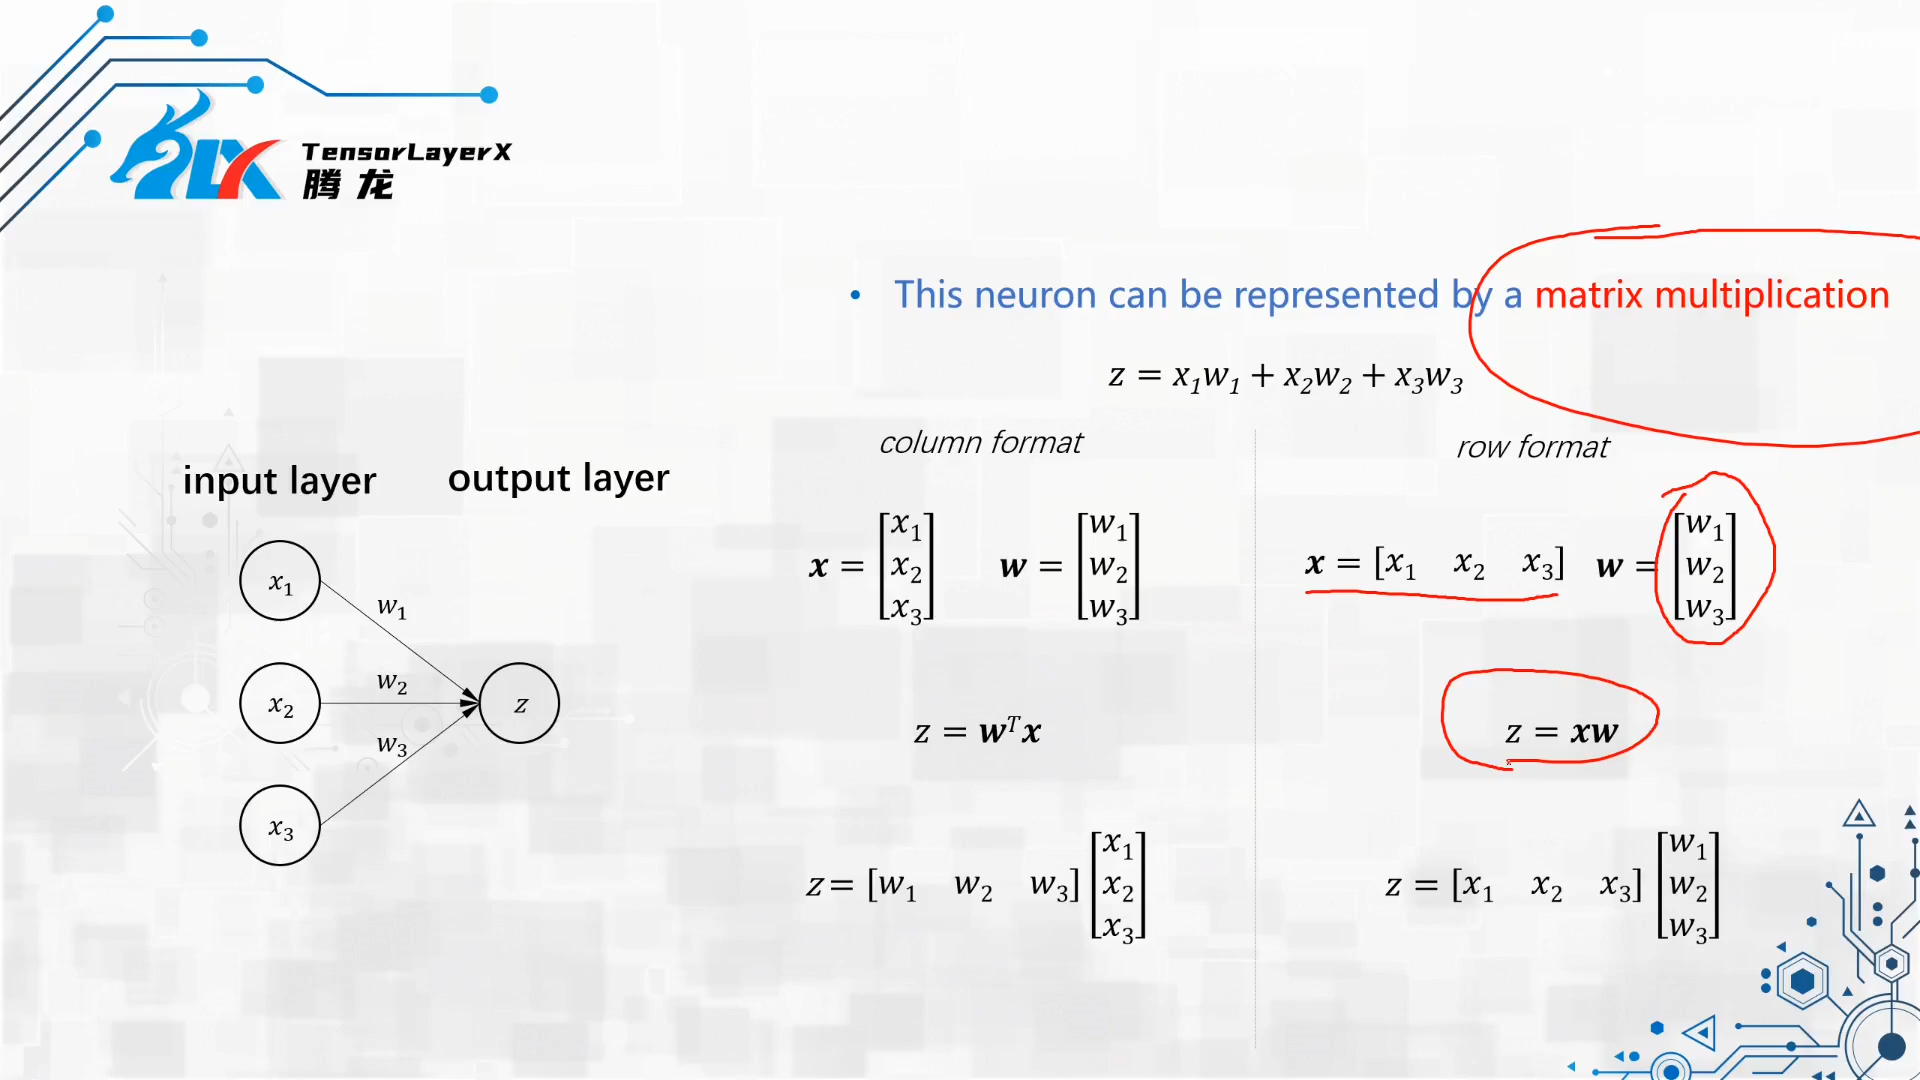 TensorLayerX
腾龙
• This neuron can be represented by a matrix multiplication
z = x₁w₁ + x₂w₂ + x₃w₃
column format
row format
input layer
output layer
x = [x₁ x₂ x₃] w = [w₁ w₂ w₃]
x = [x₁ x₂ x₃] w = [w₁ w₂ w₃]
x₁
w₁
x₂
w₂
z
w₃
x₃
z = wᵀx
z = xw
z = [w₁ w₂ w₃] [x₁ x₂ x₃]
z = [x₁ x₂ x₃] [w₁ w₂ w₃]